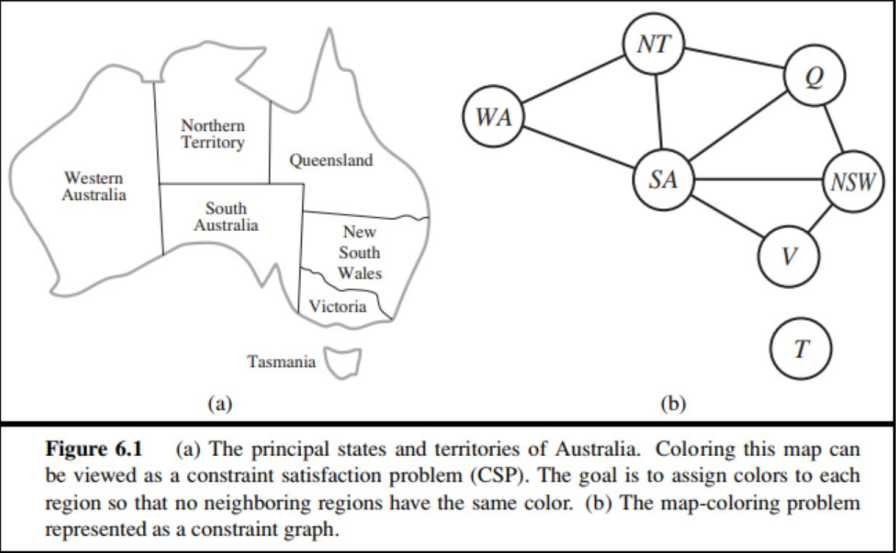 Northern
Territory
Western
Australia
Queensland
South
Australia
New
South
Wales
Victoria
Tasmania
(a)
NT
Q
WA
SA
NSW
V
T
(b)
Figure 6.1 (a) The principal states and territories of Australia. Coloring this map can
be viewed as a constraint satisfaction problem (CSP). The goal is to assign colors to each
region so that no neighboring regions have the same color. (b) The map-coloring problem
represented as a constraint graph.